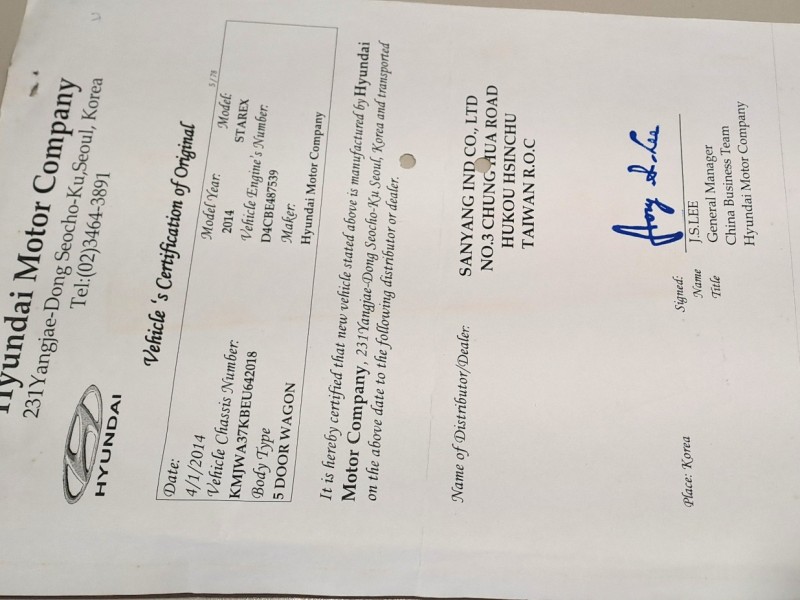 Hyundai Motor Company
231Yangjae-Dong Seocho-Ku,Seoul, Korea
Tel:(02)3464-3891
HYUNDAI
Vehicle 's Certification of Original
5178
Date:
4/1/2014
Model Year:
2014
Model:
STAREX
Vehicle Chassis Number:
KMJWA37KBEU642018
Vehicle Engine's Number:
D4CBE487539
Body Type
5 DOOR WAGON
Maker:
Hyundai Motor Company
It is hereby certified that new vehicle stated above is manufactured by Hyundai
Motor Company, 231Yangjae-Dong Seocho-Ku,Seoul, Korea and transported
on the above date to the following distributor or dealer.
Name of Distributor/Dealer:
SANYANG IND CO., LTD
NO.3 CHUNG HUA ROAD
HUKOU HSINCHU
TAIWAN R.O.C
Place: Korea
Signed:
Name J.S.LEE
Title General Manager
China Business Team
Hyundai Motor Company